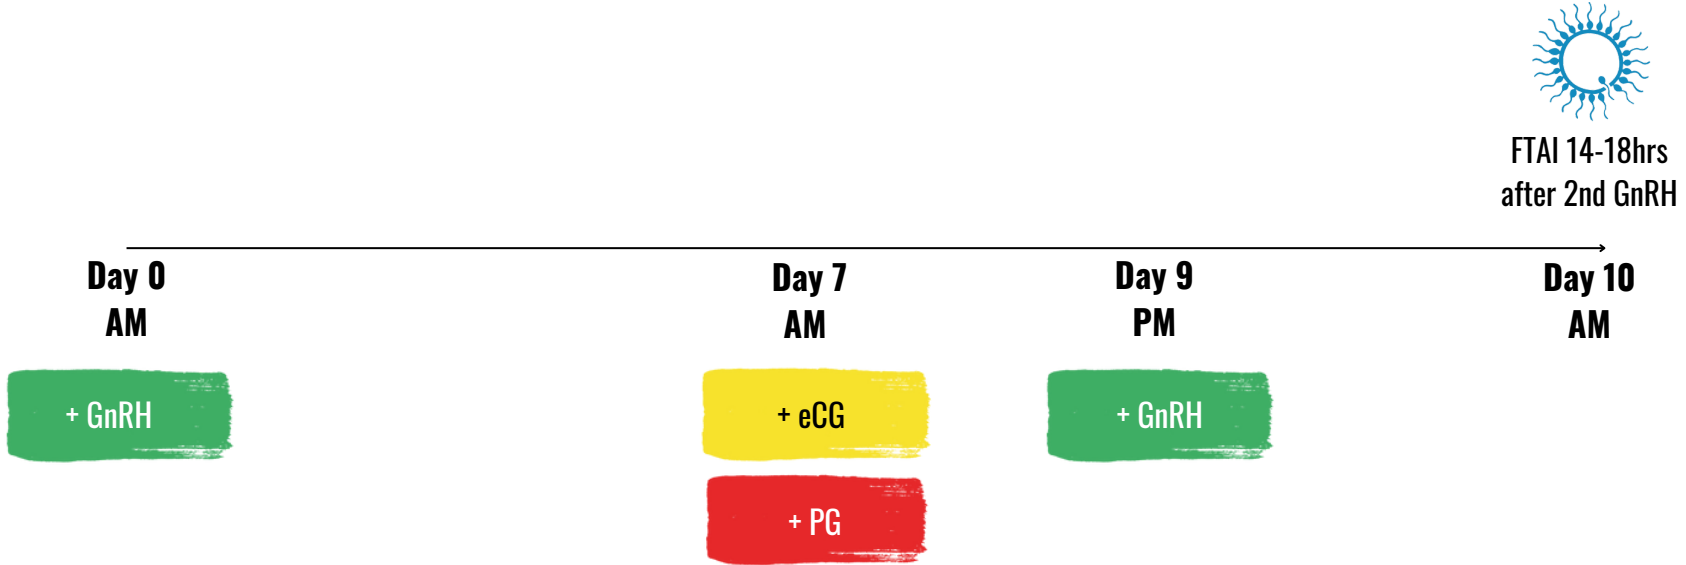 FTAI 14-18hrs
after 2nd GnRH
Day 0
AM
Day 7
AM
Day 9
PM
Day 10
AM
+ GnRH
+ eCG
+ GnRH
+ PG